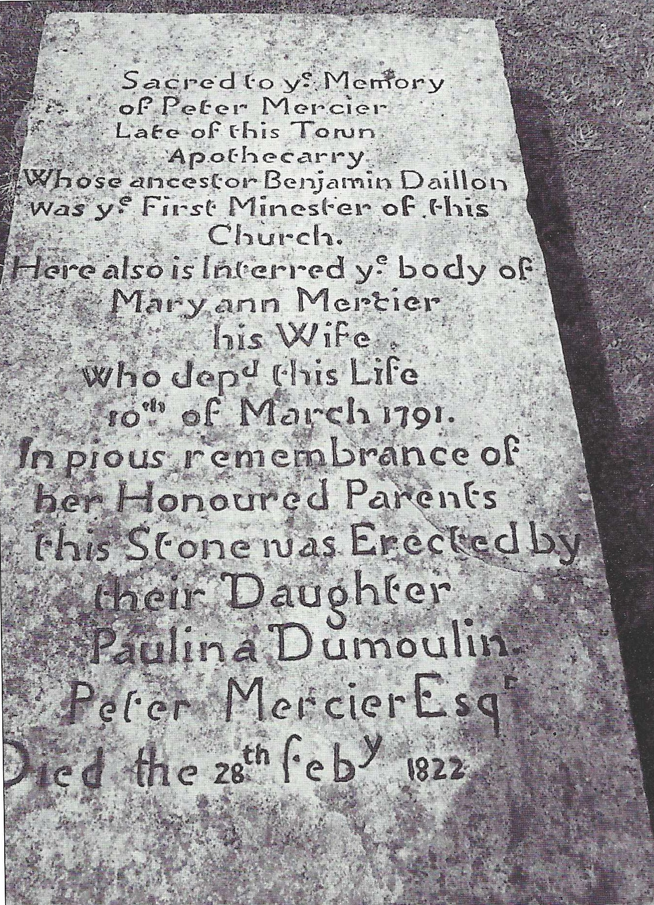 Sacred to yᵉ Memory
of Peter Mercier
Late of this Town
Apothecarry
Whose ancestor Benjamin Daillon
was yᵉ First Minester of this
Church.
Here also is Interred yᵉ body of
Mary ann Mercier
his Wife
who depᵈ this Life
10ᵗʰ of March 1791.
In pious remembrance of
her Honoured Parents
this Stone was Erected by
their Daughter
Paulina Dumoulin.
Peter Mercier Esqʳ
Died the 28ᵗʰ febʸ 1822